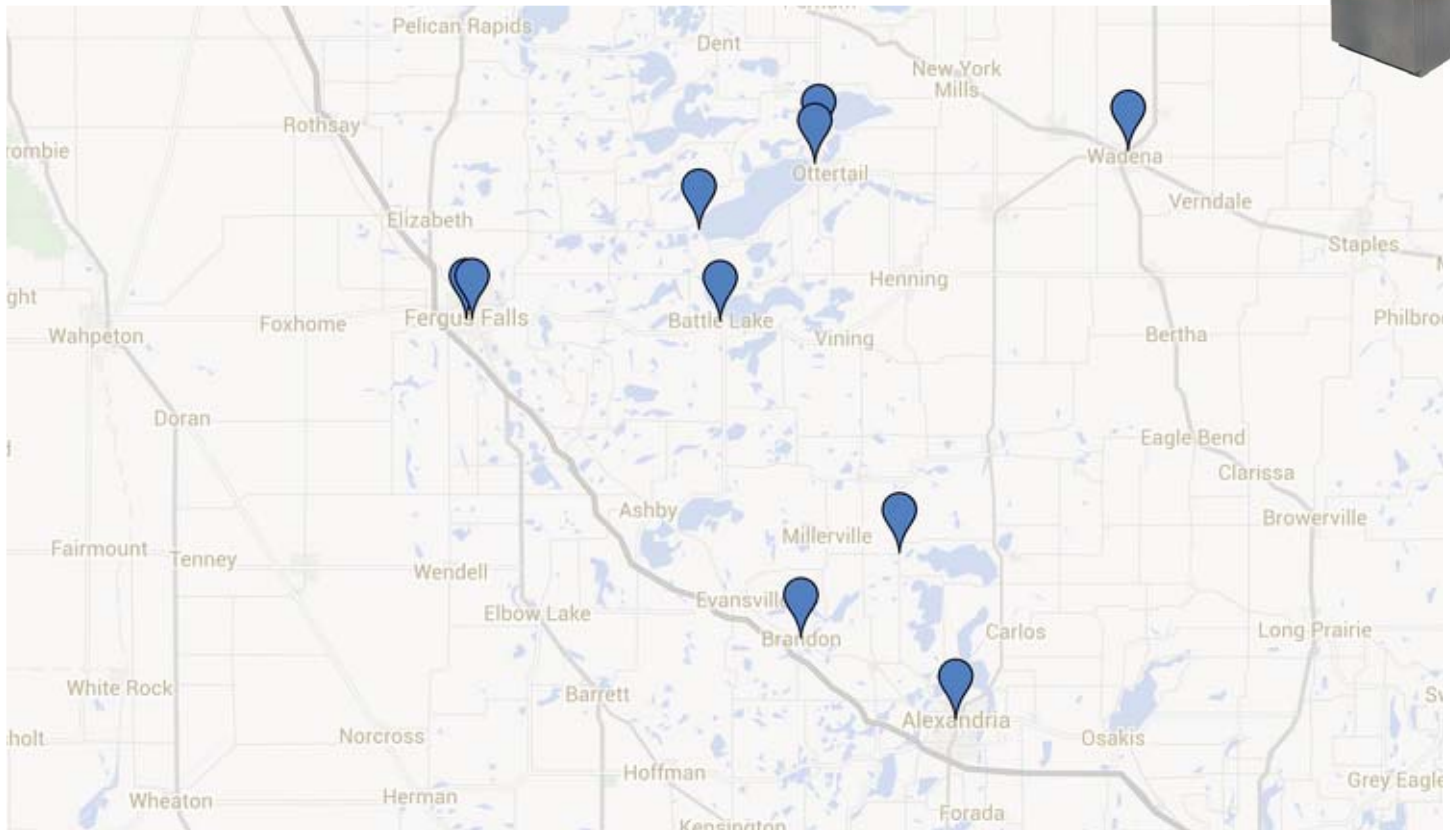 Pelican Rapids
Dent
New York
Mills
Rothsay
rombie
Ottertail
Wadena
Verndale
Elizabeth
Staples
Henning
ght
Foxhome
Fergus Falls
Battle Lake
Wahpeton
Vining
Bertha
Philbro
Doran
Eagle Bend
Clarissa
Ashby
Browerville
Millerville
Fairmount
Tenney
Wendell
Evansville
Elbow Lake
Brandon
Carlos
Long Prairie
White Rock
Barrett
Alexandria
holt
Norcross
Osakis
Hoffman
Grey Eagle
Wheaton
Herman
Forada
Kensington